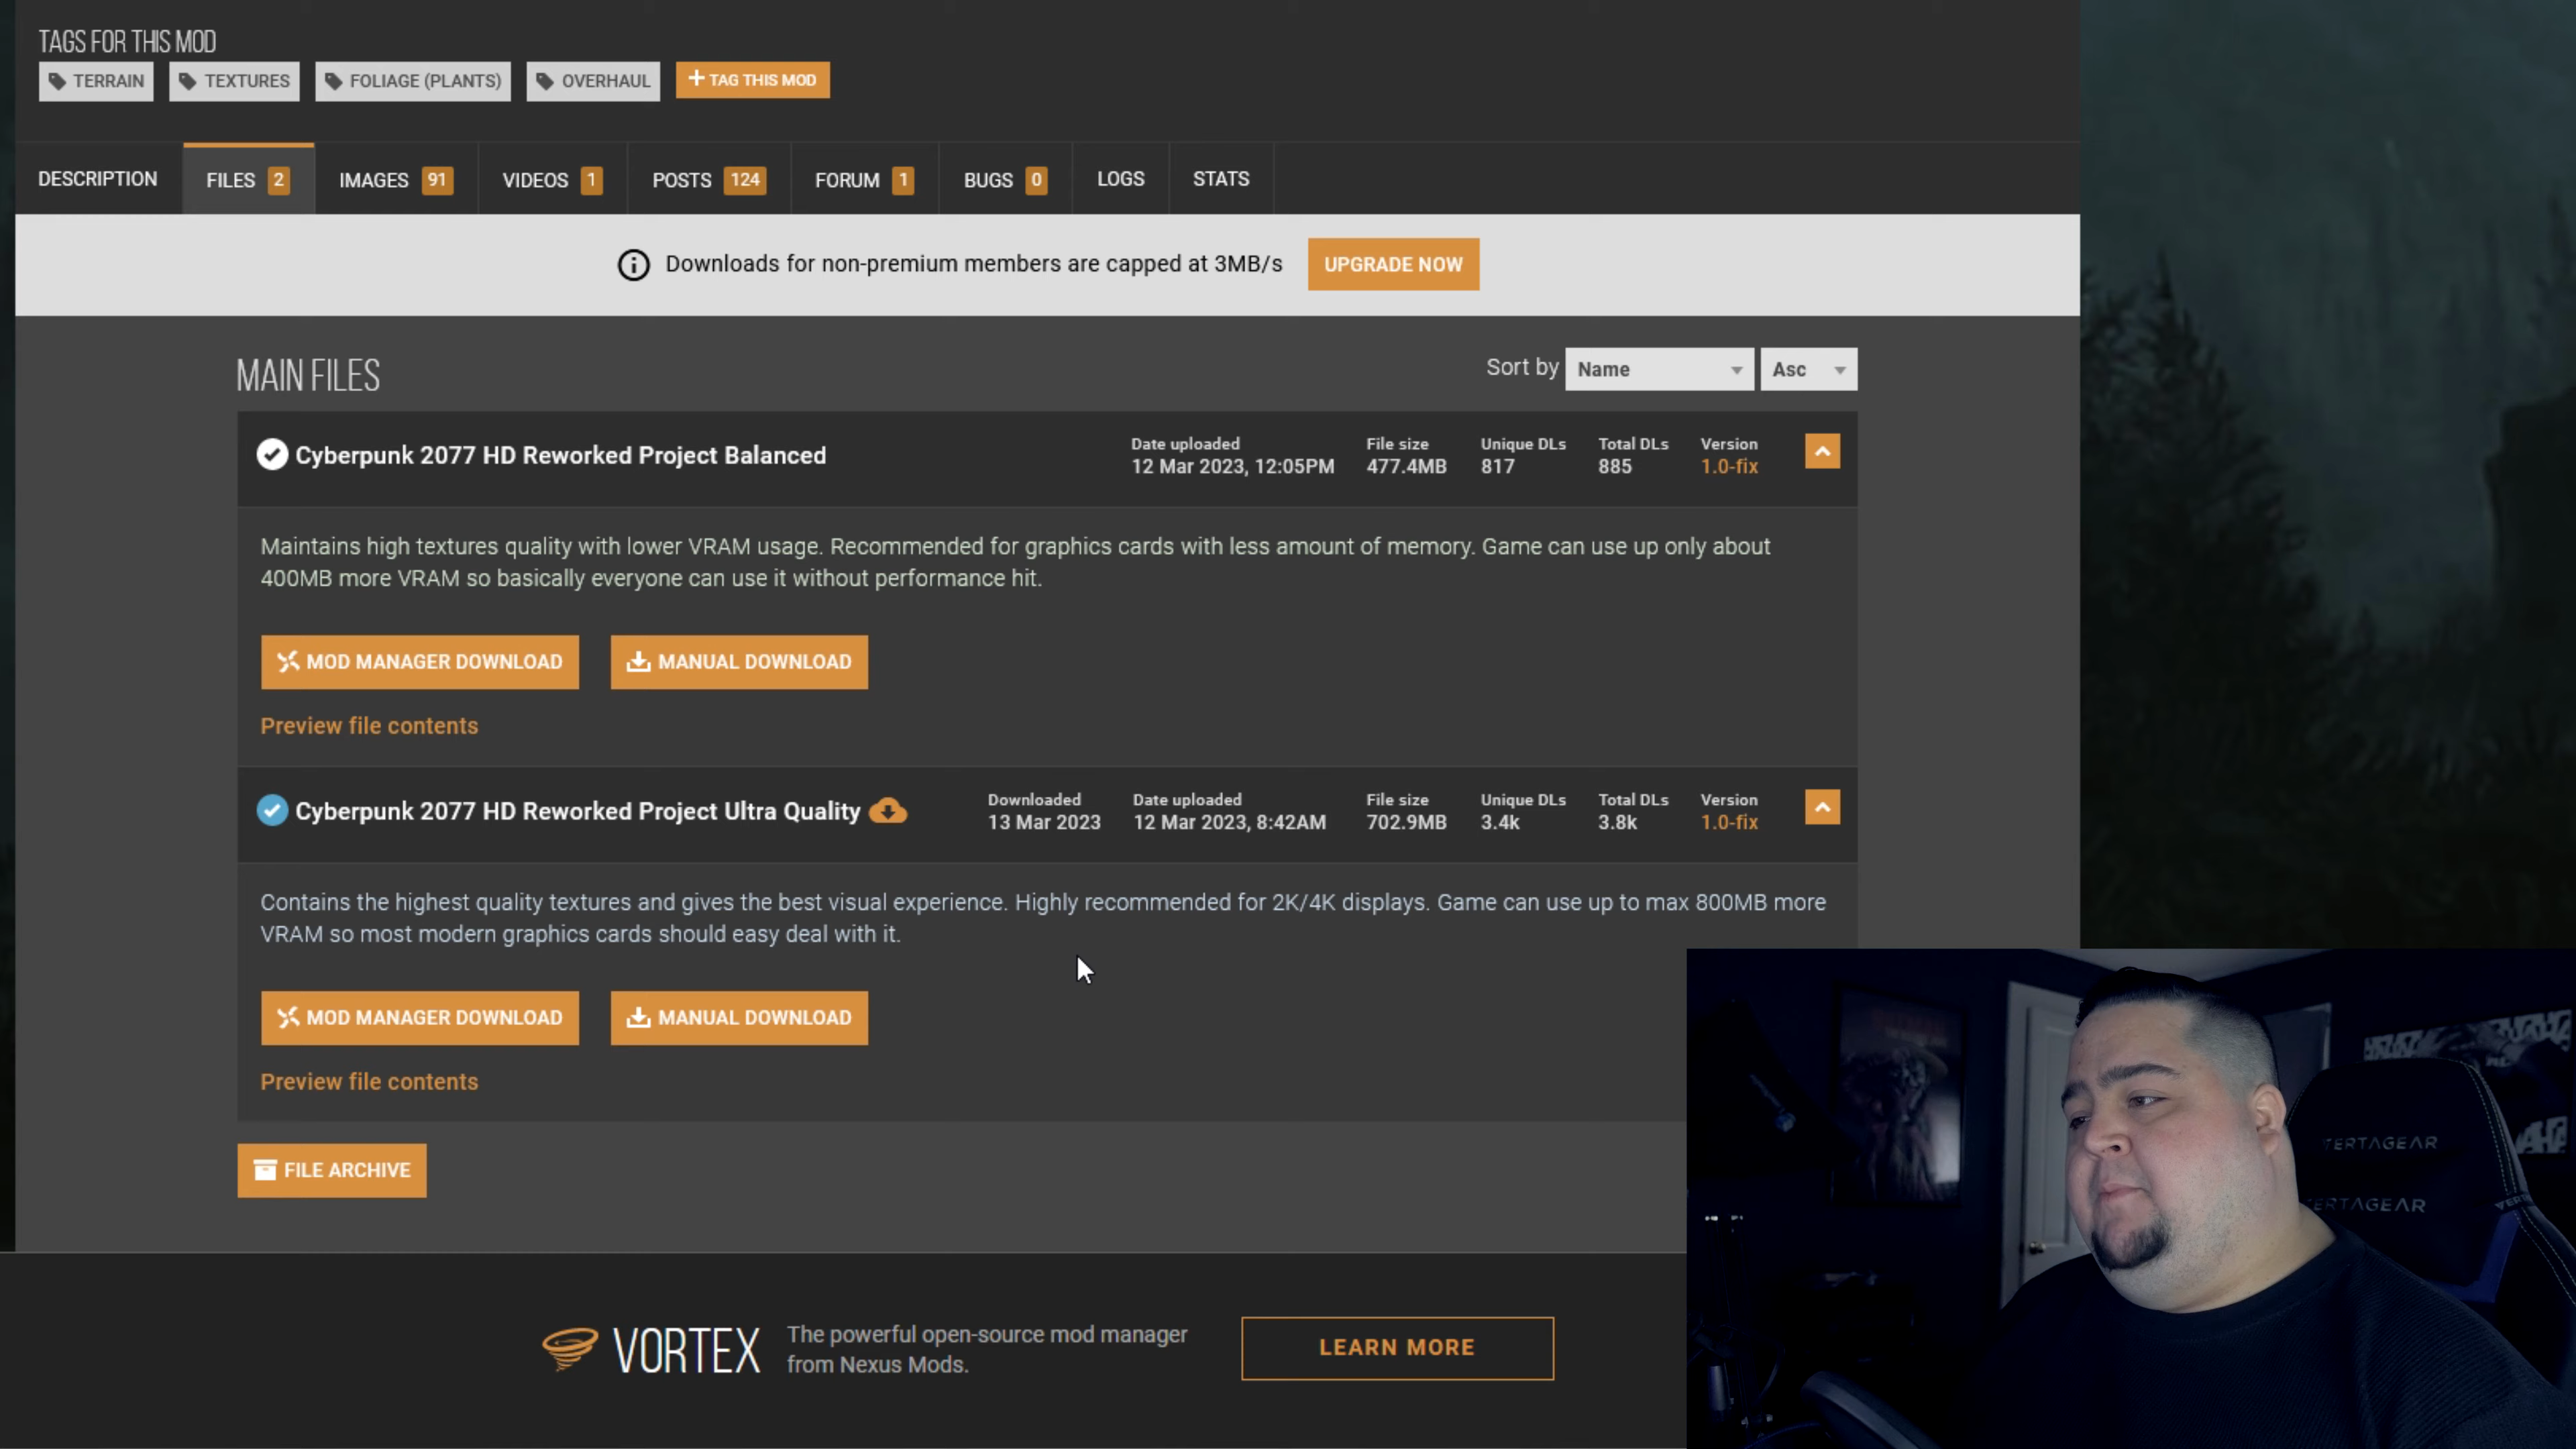 TAGS FOR THIS MOD
TERRAIN TEXTURES FOLIAGE (PLANTS) OVERHAUL + TAG THIS MOD
DESCRIPTION FILES 2 IMAGES 91 VIDEOS 1 POSTS 124 FORUM 1 BUGS 0 LOGS STATS
Downloads for non-premium members are capped at 3MB/s UPGRADE NOW
MAIN FILES
Sort by Name Asc
Cyberpunk 2077 HD Reworked Project Balanced
Date uploaded File size Unique DLs Total DLs Version
12 Mar 2023, 12:05PM 477.4MB 817 885 1.0-fix
Maintains high textures quality with lower VRAM usage. Recommended for graphics cards with less amount of memory. Game can use up only about
400MB more VRAM so basically everyone can use it without performance hit.
MOD MANAGER DOWNLOAD MANUAL DOWNLOAD
Preview file contents
Cyberpunk 2077 HD Reworked Project Ultra Quality
Downloaded Date uploaded File size Unique DLs Total DLs Version
13 Mar 2023 12 Mar 2023, 8:42AM 702.9MB 3.4k 3.8k 1.0-fix
Contains the highest quality textures and gives the best visual experience. Highly recommended for 2K/4K displays. Game can use up to max 800MB more
VRAM so most modern graphics cards should easy deal with it.
MOD MANAGER DOWNLOAD MANUAL DOWNLOAD
Preview file contents
FILE ARCHIVE
VORTEX
The powerful open-source mod manager
from Nexus Mods.
LEARN MORE